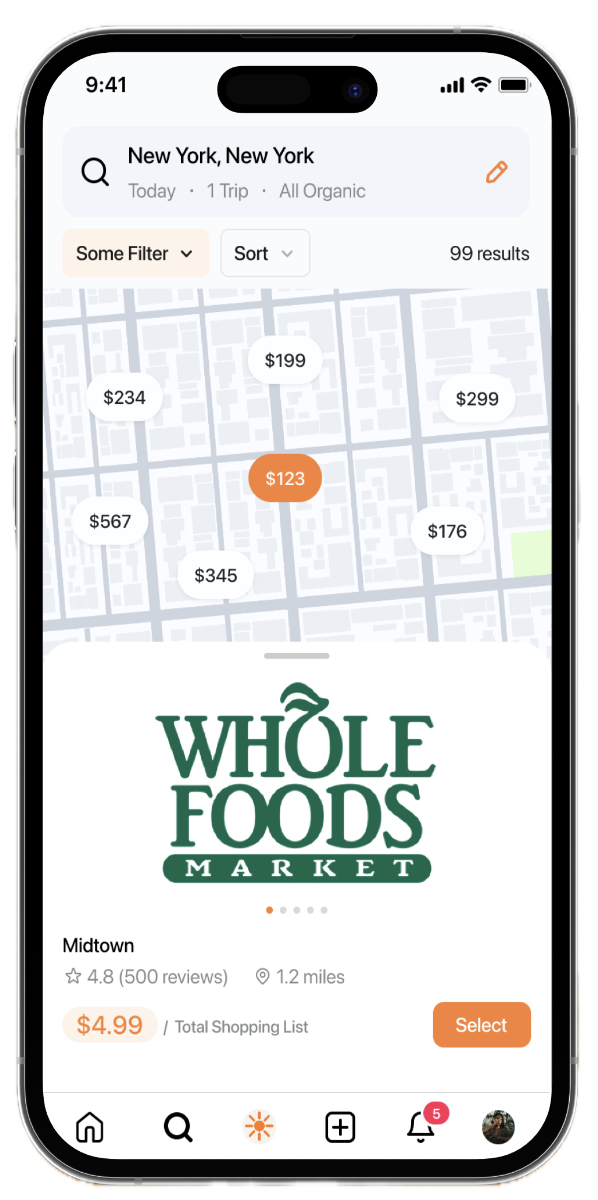 9:41
New York, New York
Today · 1 Trip · All Organic
Some Filter
Sort
99 results
$199
$234
$299
$123
$567
$176
$345
WHOLE
FOODS
MARKET
Midtown
4.8 (500 reviews)
1.2 miles
$4.99 / Total Shopping List
Select
5